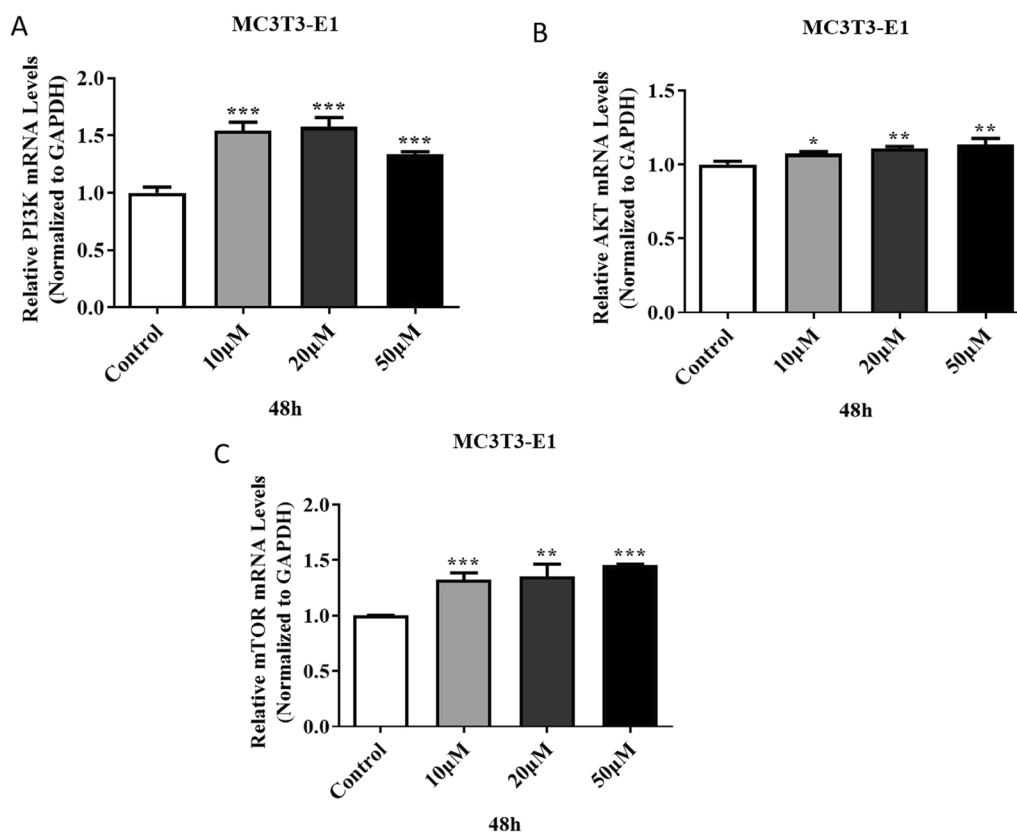 A
MC3T3-E1
Relative PI3K mRNA Levels
(Normalized to GAPDH)
2.0
1.5
1.0
0.5
0.0
***
***
***
Control
10μM
20μM
50μM
48h
B
MC3T3-E1
Relative AKT mRNA Levels
(Normalized to GAPDH)
1.5
1.0
0.5
0.0
*
**
**
Control
10μM
20μM
50μM
48h
C
MC3T3-E1
Relative mTOR mRNA Levels
(Normalized to GAPDH)
2.0
1.5
1.0
0.5
0.0
***
**
***
Control
10μM
20μM
50μM
48h